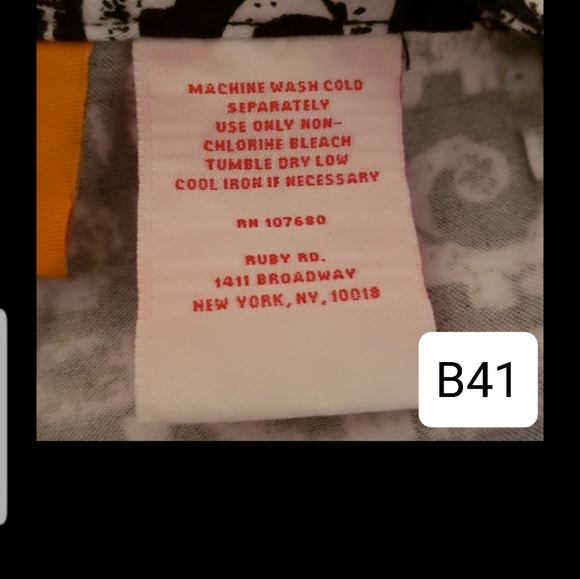 MACHINE WASH COLD
SEPARATELY
USE ONLY NON-
CHLORINE BLEACH
TUMBLE DRY LOW
COOL IRON IF NECESSARY
RN 107680
RUBY RD.
1411 BROADWAY
NEW YORK, NY, 10018
B41